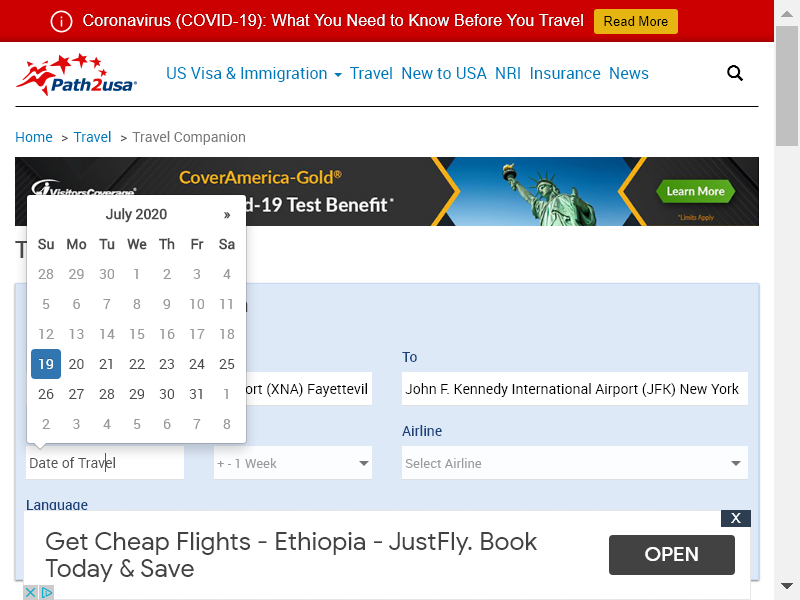 Coronavirus (COVID-19): What You Need to Know Before You Travel Read More
Path2usa
US Visa & Immigration Travel New to USA NRI Insurance News
Home > Travel > Travel Companion
CoverAmerica-Gold®
VisitorsCoverage
d-19 Test Benefit*
Learn More
*Limits Apply
T
July 2020 »
Su Mo Tu We Th Fr Sa
28 29 30 1 2 3 4
5 6 7 8 9 10 11
12 13 14 15 16 17 18
19 20 21 22 23 24 25
26 27 28 29 30 31 1
2 3 4 5 6 7 8
To
ort (XNA) Fayettevil
John F. Kennedy International Airport (JFK) New York
Airline
Date of Travel
+ - 1 Week
Select Airline
Language
X
Get Cheap Flights - Ethiopia - JustFly. Book
Today & Save
OPEN